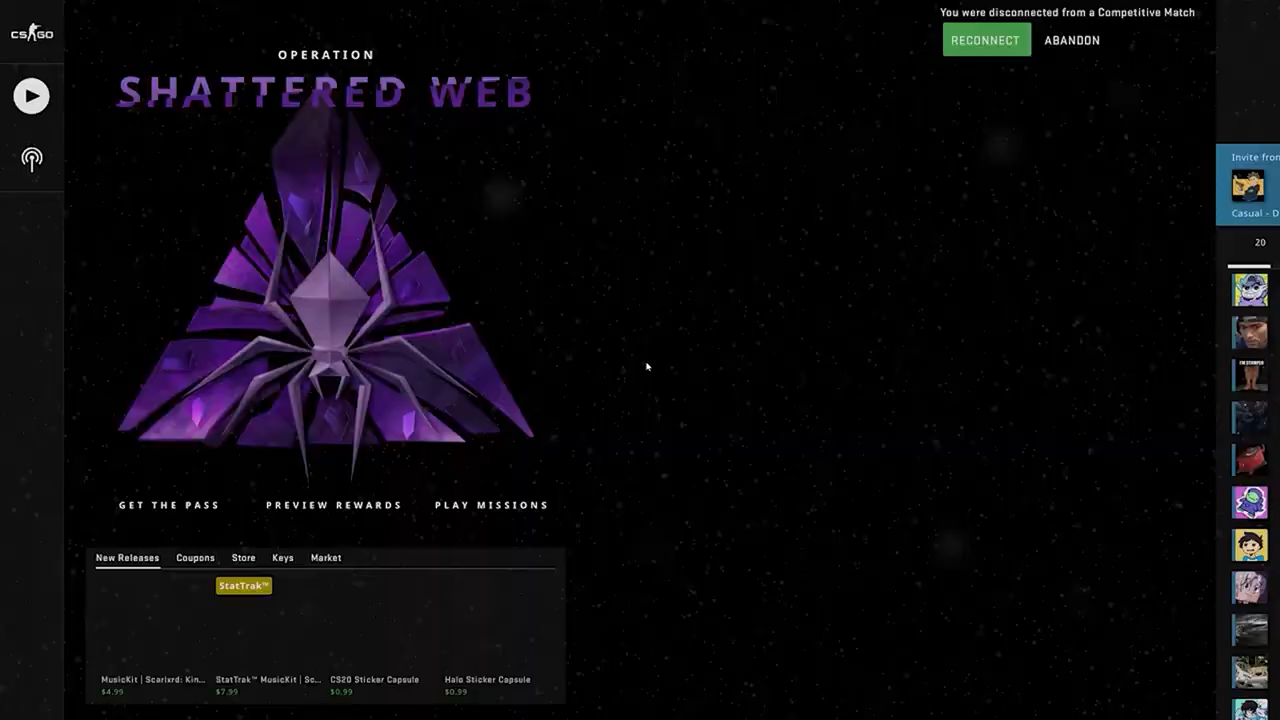 CS GO
You were disconnected from a Competitive Match
RECONNECT ABANDON
OPERATION
SHATTERED WEB
Invite from
Casual - D
20
I'M STUMPED
GET THE PASS PREVIEW REWARDS PLAY MISSIONS
New Releases Coupons Store Keys Market
StatTrak™
MusicKit | Scarlxrd: Kin... StatTrak™ MusicKit | Sc... CS20 Sticker Capsule Halo Sticker Capsule
$4.99 $7.99 $0.99 $0.99